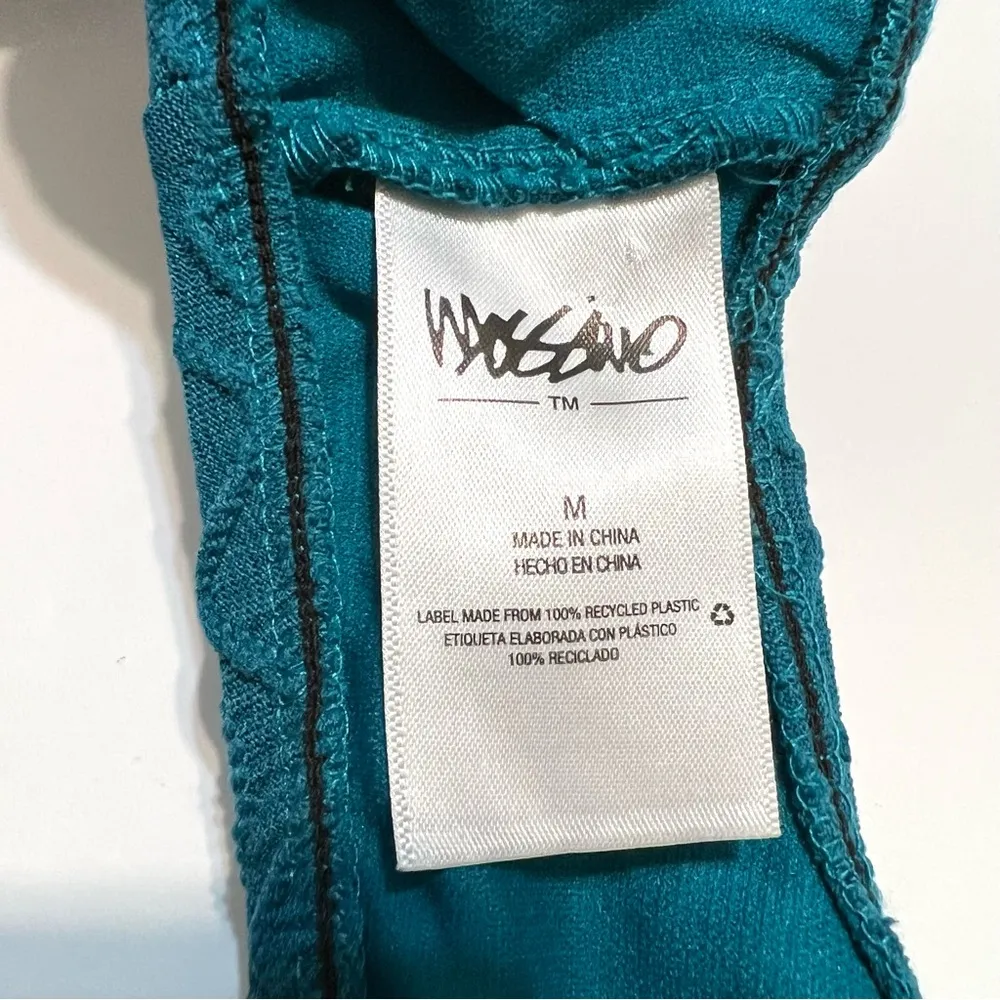 Mossimo
TM
M
MADE IN CHINA
HECHO EN CHINA
LABEL MADE FROM 100% RECYCLED PLASTIC
ETIQUETA ELABORADA CON PLÁSTICO
100% RECICLADO